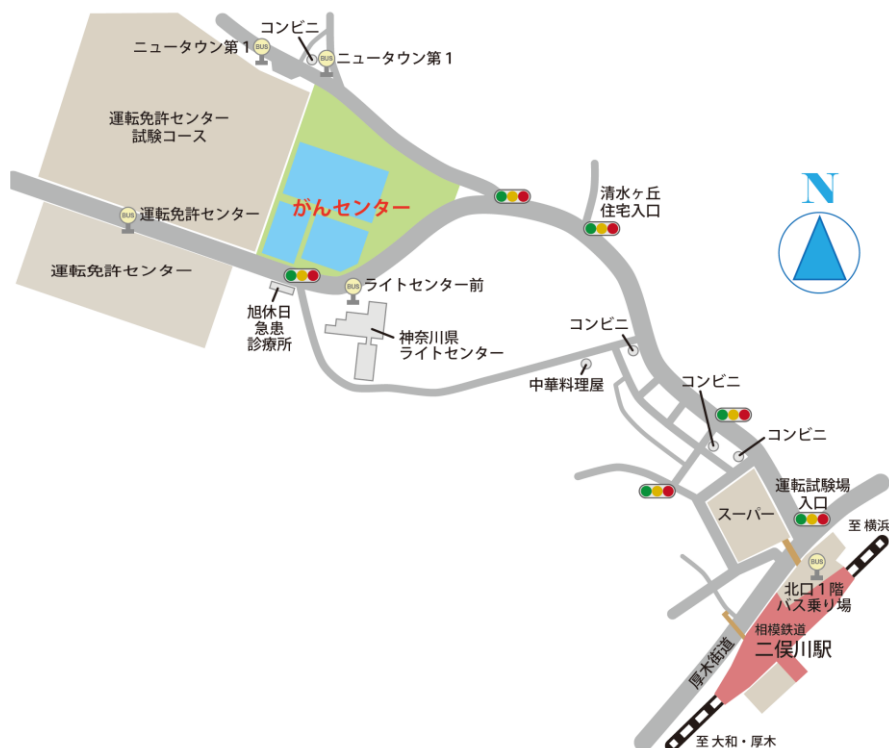 コンビニ
ニュータウン第1
BUS
BUS
ニュータウン第1
運転免許センター
試験コース
N
清水ヶ丘
住宅入口
がんセンター
BUS
運転免許センター
運転免許センター
BUS
ライトセンター前
旭休日
急患
診療所
神奈川県
ライトセンター
コンビニ
中華料理屋
コンビニ
コンビニ
運転試験場
入口
スーパー
至 横浜
BUS
北口1階
バス乗り場
相模鉄道
二俣川駅
厚木街道
至 大和・厚木